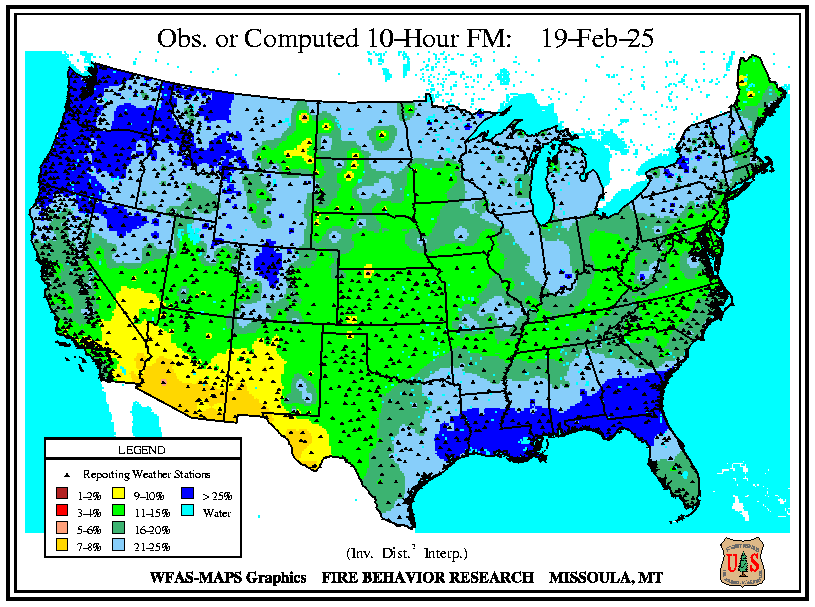 Obs. or Computed 10-Hour FM: 19-Feb-25
LEGEND
Reporting Weather Stations
1-2% 9-10% > 25%
3-4% 11-15% Water
5-6% 16-20%
7-8% 21-25%
(Inv. Dist.² Interp.)
WFAS-MAPS Graphics FIRE BEHAVIOR RESEARCH MISSOULA, MT
U S